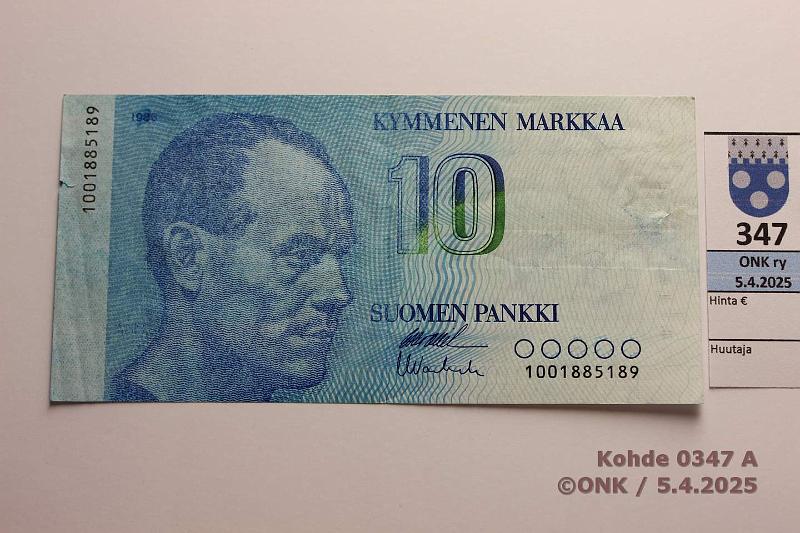 1986
1001885189
KYMMENEN MARKKAA
10
SUOMEN PANKKI
1001885189
347
ONK ry
5.4.2025
Hinta €
Huutaja
Kohde 0347 A
©ONK / 5.4.2025